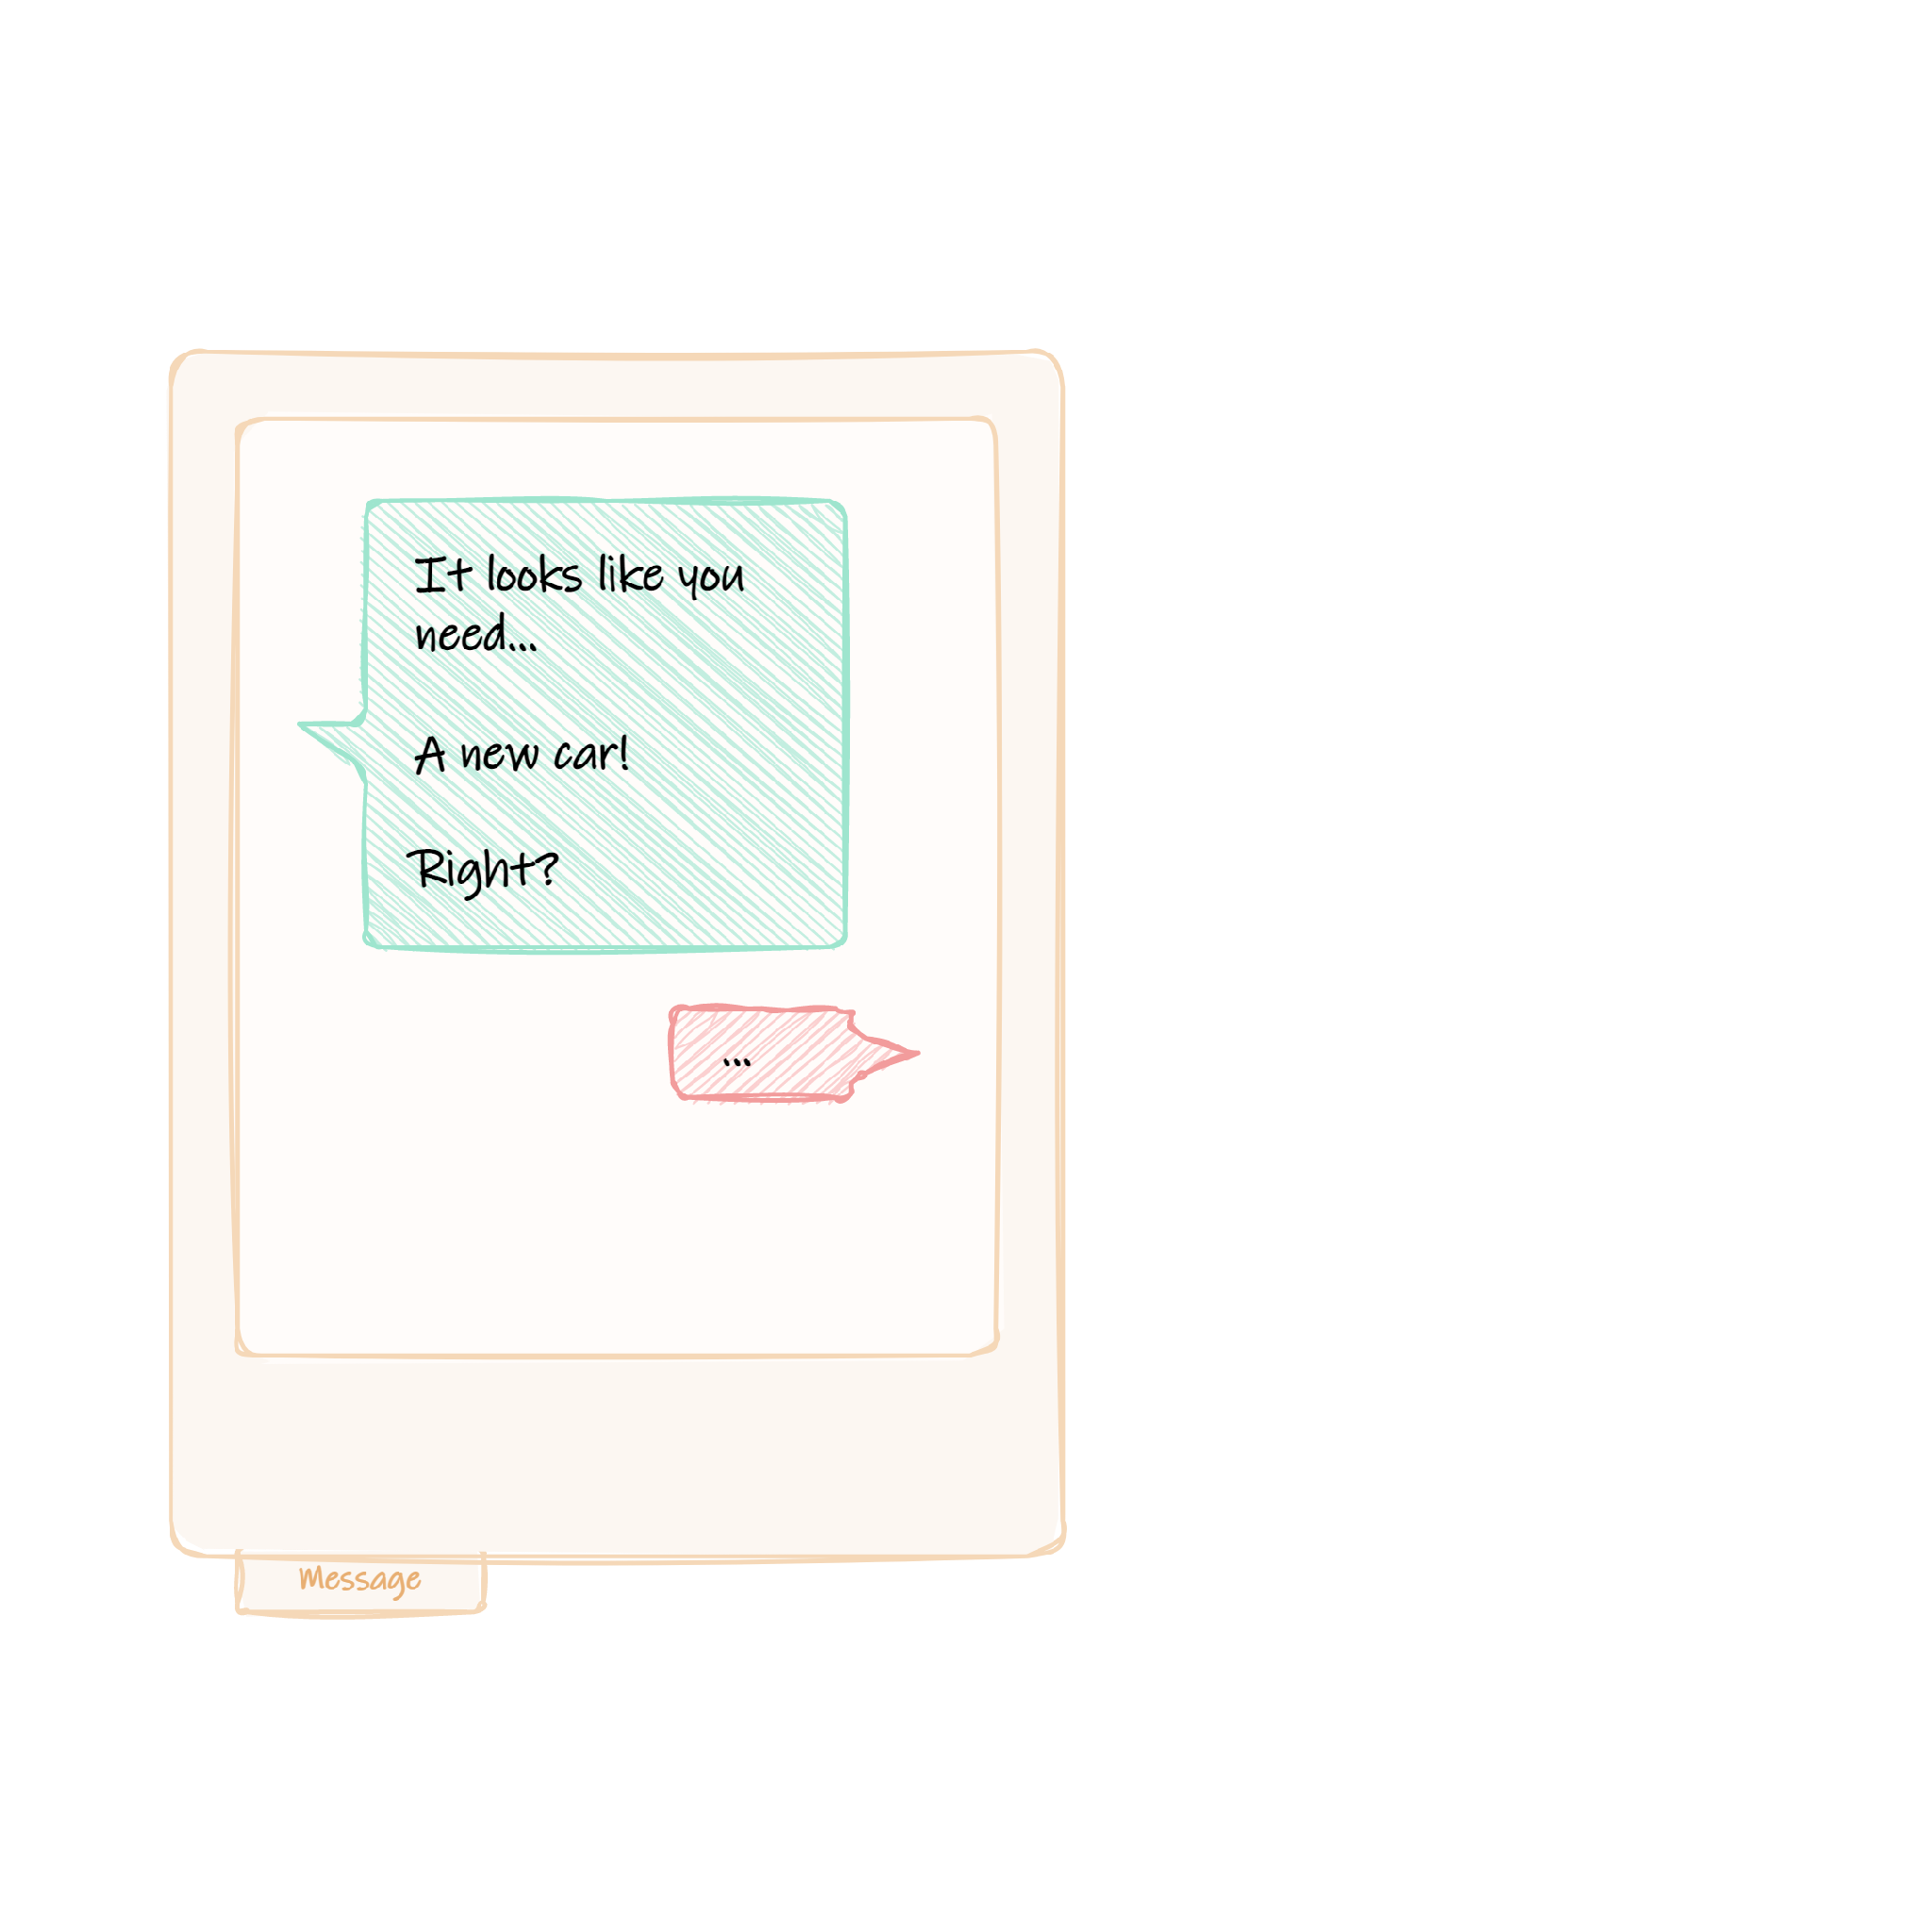 It looks like you
need...
A new car!
Right?
...
Message